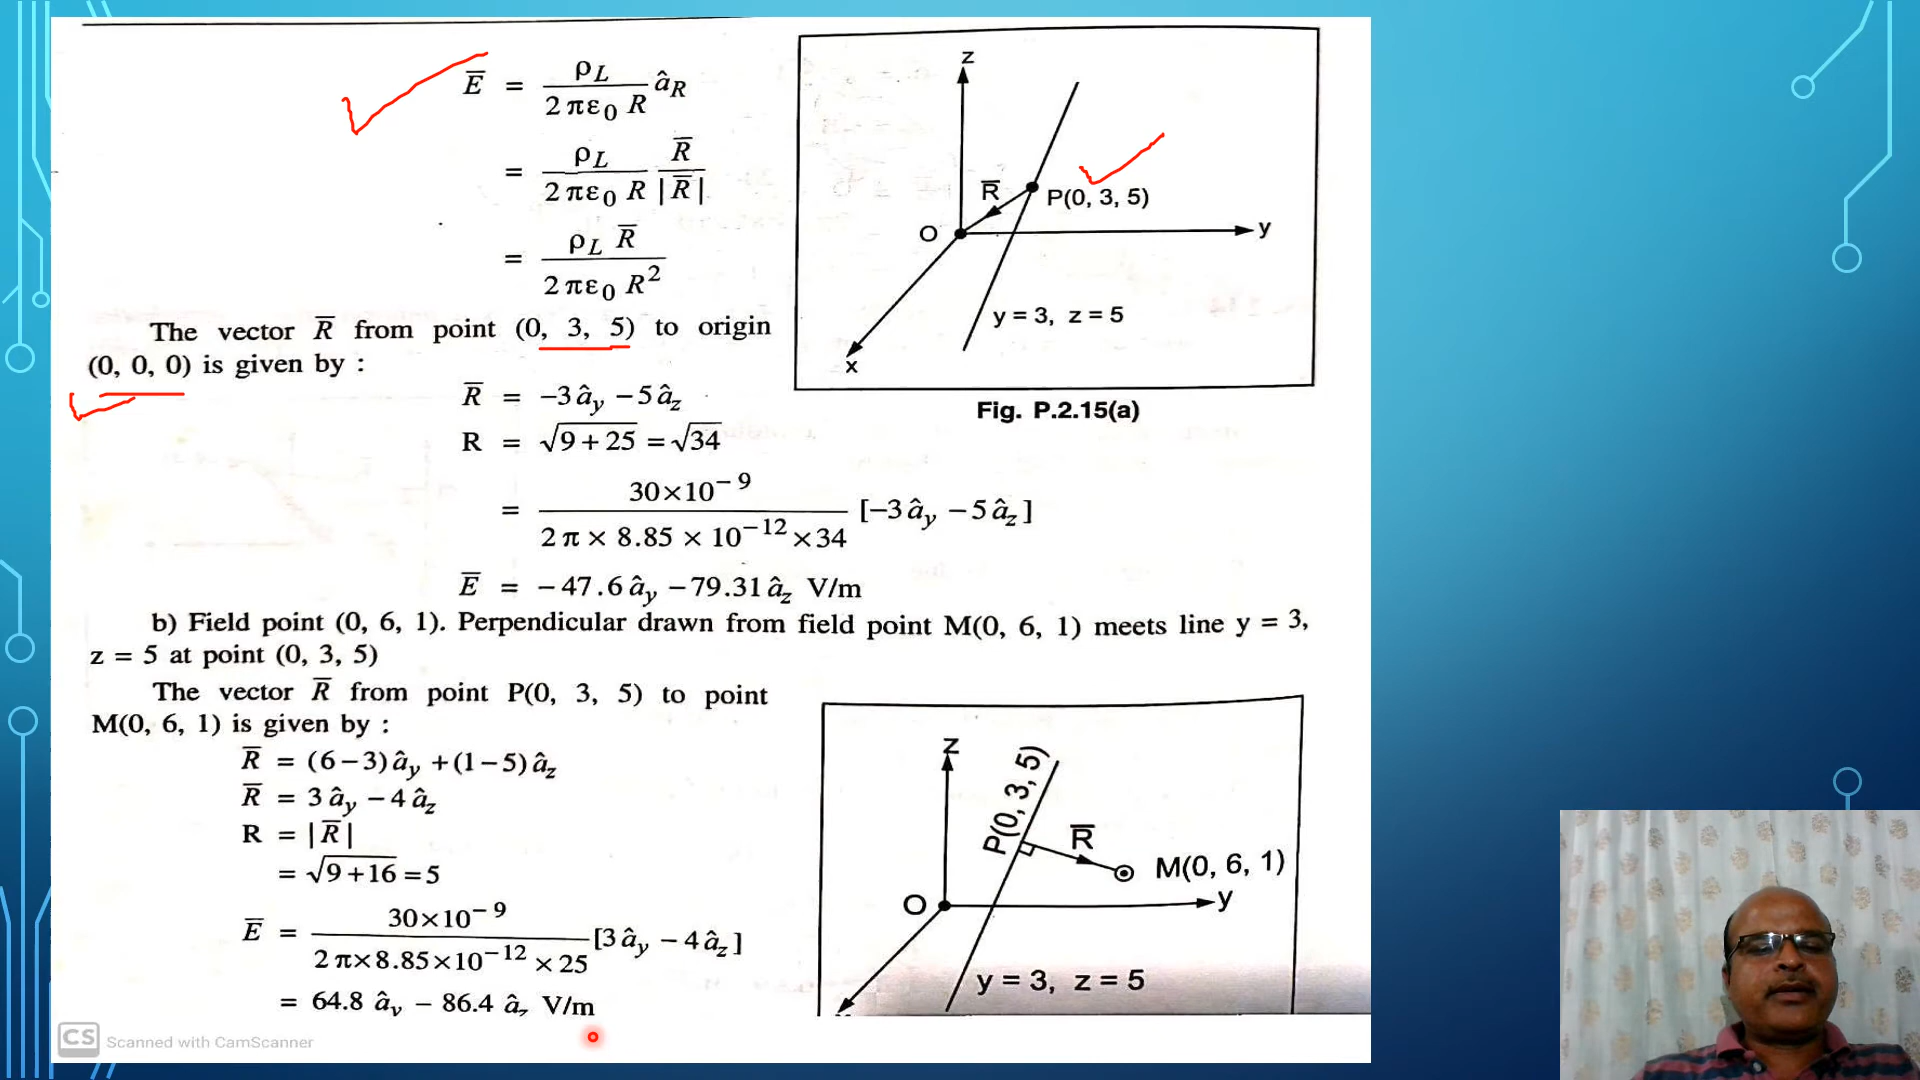 E̅ = ρL / 2πε₀ R âR
= ρL / 2πε₀ R R̅ / |R̅|
= ρL R̅ / 2πε₀ R²
The vector R̅ from point (0, 3, 5) to origin
(0, 0, 0) is given by :
R̅ = −3 ây − 5 âz
R = √9+25 = √34
= 30×10⁻⁹ / 2π × 8.85 × 10⁻¹² × 34 [−3 ây − 5 âz]
E̅ = −47.6 ây − 79.31 âz V/m
z
R̅
P(0, 3, 5)
O
y
y = 3, z = 5
x
Fig. P.2.15(a)
b) Field point (0, 6, 1). Perpendicular drawn from field point M(0, 6, 1) meets line y = 3,
z = 5 at point (0, 3, 5)
The vector R̅ from point P(0, 3, 5) to point
M(0, 6, 1) is given by :
R̅ = (6−3) ây + (1−5) âz
R̅ = 3 ây − 4 âz
R = |R̅|
= √9+16 = 5
E̅ = 30×10⁻⁹ / 2π×8.85×10⁻¹² × 25 [3 ây − 4 âz]
= 64.8 ây − 86.4 âz V/m
Z
P(0, 3, 5)
R̅
M(0, 6, 1)
O
y
y = 3, z = 5
CS Scanned with CamScanner